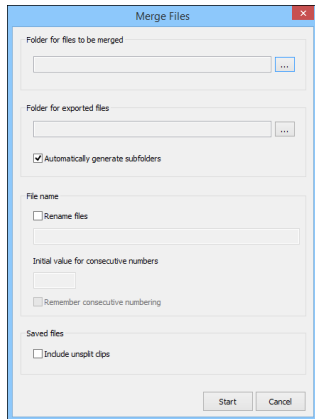 Merge Files
Folder for files to be merged
...
Folder for exported files
...
Automatically generate subfolders
File name
Rename files
Initial value for consecutive numbers
Remember consecutive numbering
Saved files
Include unsplit clips
Start Cancel